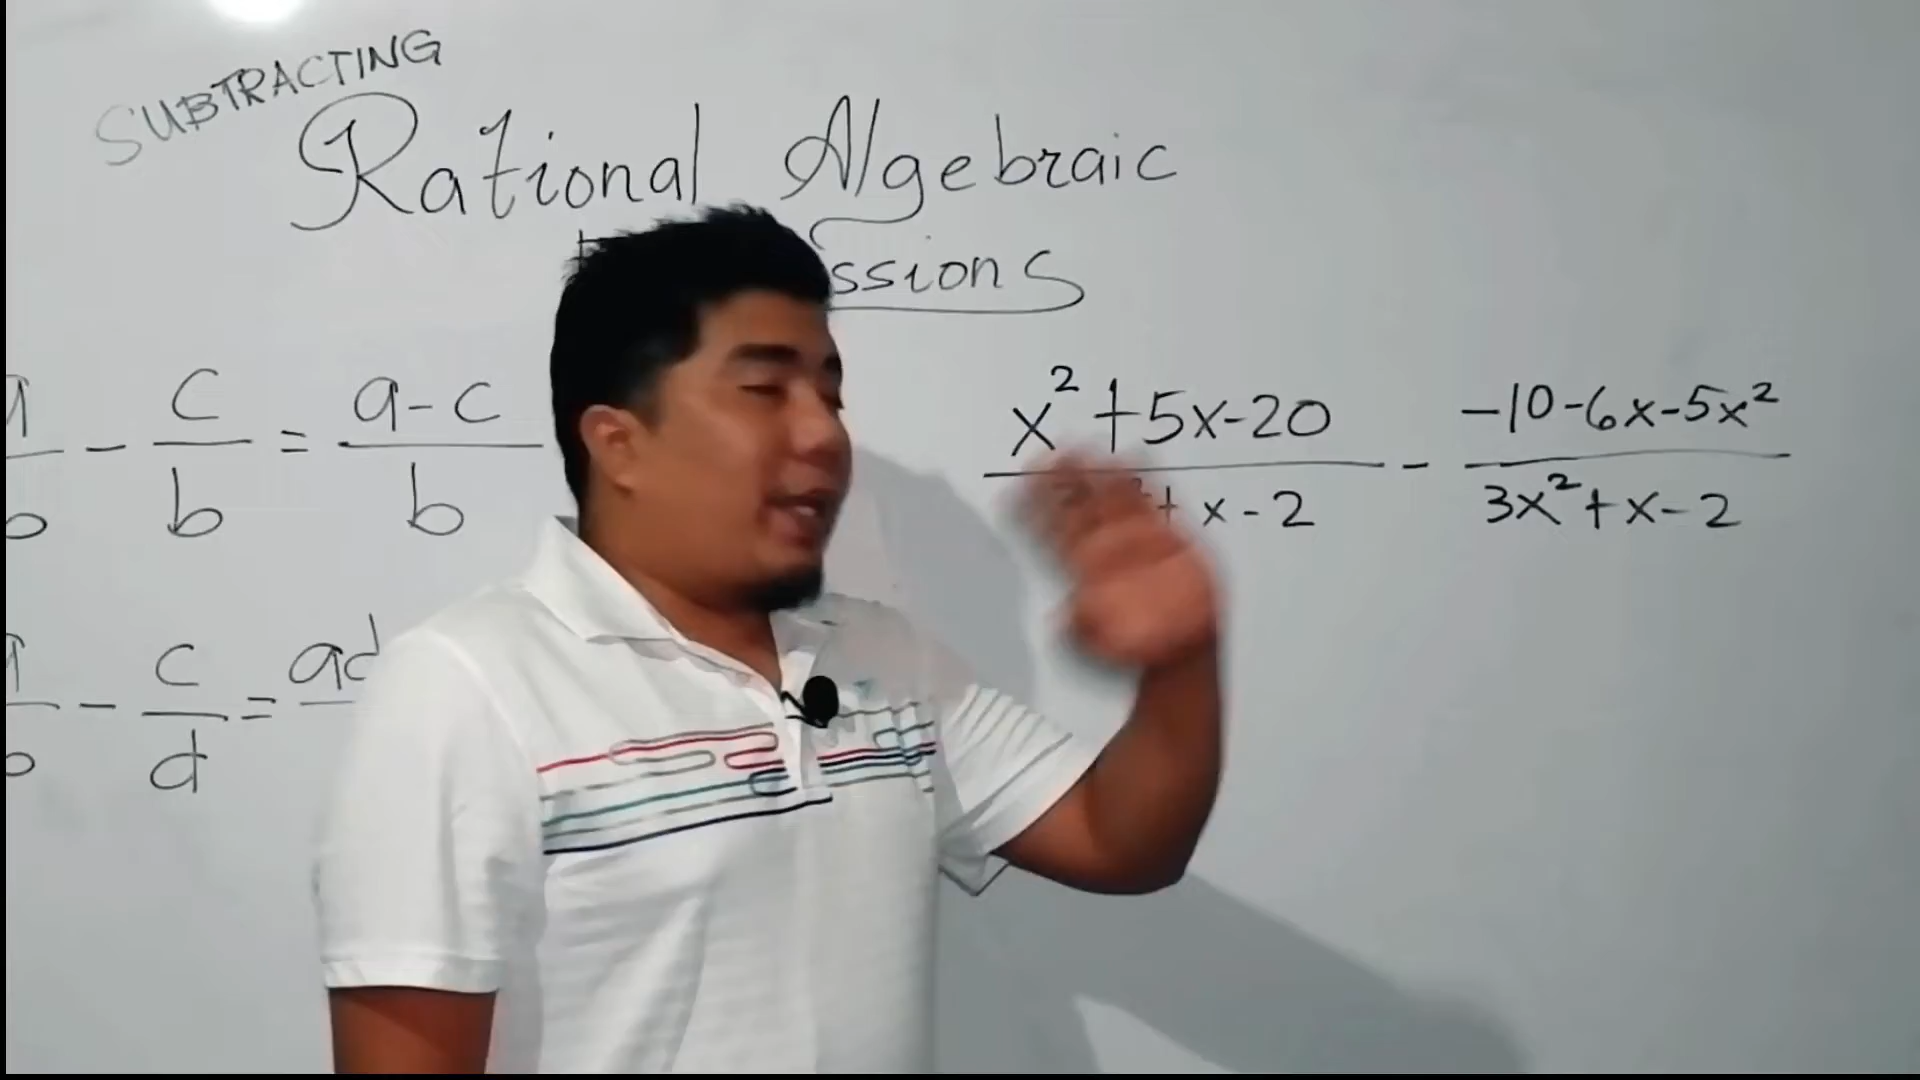 SUBTRACTING
Rational Algebraic
ssions
a/b - c/b = a-c/b
x² + 5x - 20 / + x - 2 - -10 - 6x - 5x² / 3x² + x - 2
a/b - c/d = ad